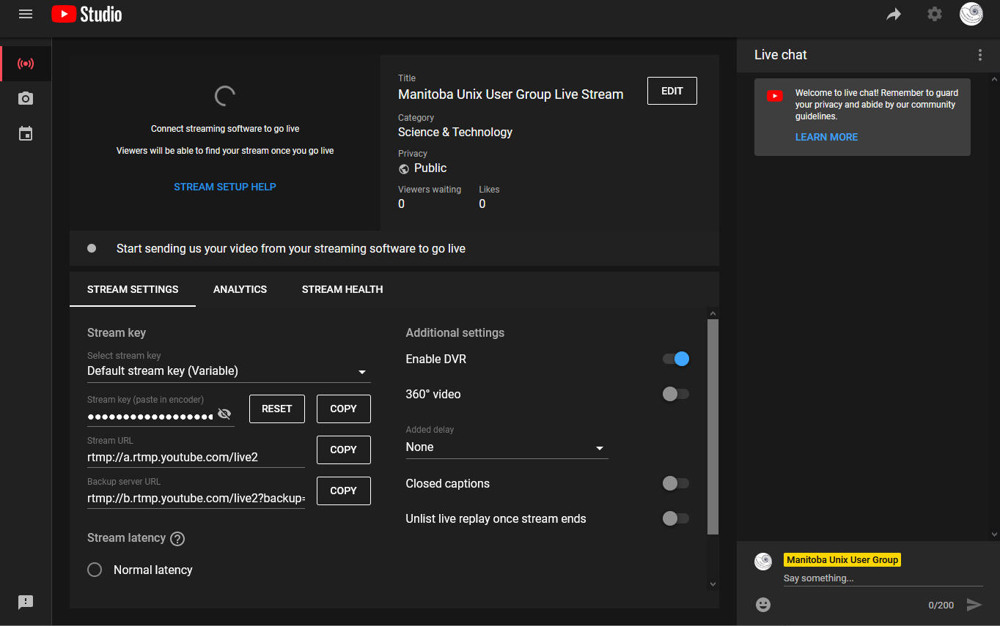 Studio
Connect streaming software to go live
Viewers will be able to find your stream once you go live
STREAM SETUP HELP
Title
Manitoba Unix User Group Live Stream
EDIT
Category
Science & Technology
Privacy
Public
Viewers waiting Likes
0 0
Start sending us your video from your streaming software to go live
STREAM SETTINGS ANALYTICS STREAM HEALTH
Stream key
Select stream key
Default stream key (Variable)
Stream key (paste in encoder)
RESET COPY
Stream URL
rtmp://a.rtmp.youtube.com/live2
COPY
Backup server URL
rtmp://b.rtmp.youtube.com/live2?backup=
COPY
Stream latency ?
Normal latency
Additional settings
Enable DVR
360° video
Added delay
None
Closed captions
Unlist live replay once stream ends
Live chat
Welcome to live chat! Remember to guard
your privacy and abide by our community
guidelines.
LEARN MORE
Manitoba Unix User Group
Say something...
0/200